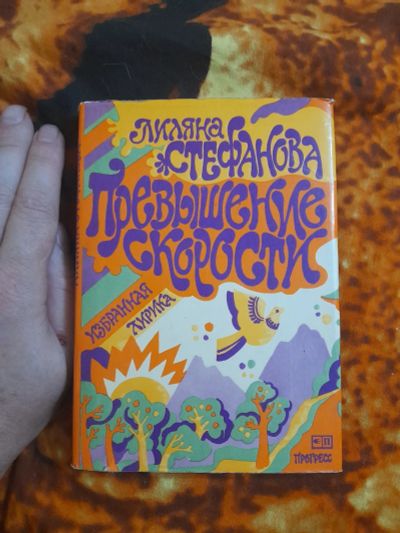 Лиляна
Стефанова
Превышение
скорости
избранная
лирика
Прогресс